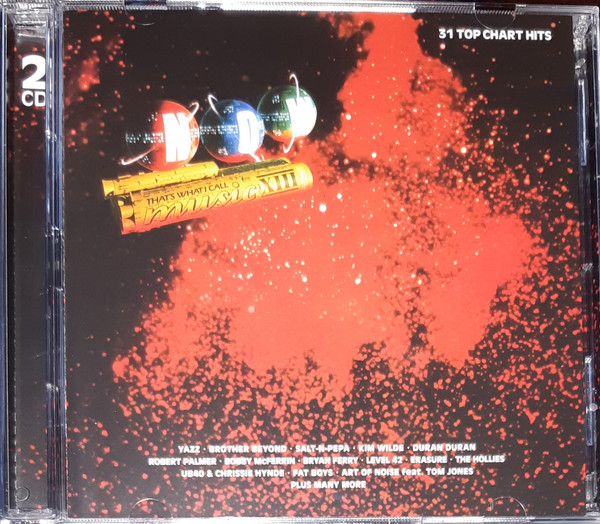 31 TOP CHART HITS
2
CD
NOW
THAT'S WHAT I CALL
music XIII
YAZZ · BROTHER BEYOND · SALT-N-PEPA · KIM WILDE · DURAN DURAN
ROBERT PALMER · BOBBY McFERRIN · BRYAN FERRY · LEVEL 42 · ERASURE · THE HOLLIES
UB40 & CHRISSIE HYNDE · FAT BOYS · ART OF NOISE feat. TOM JONES
PLUS MANY MORE